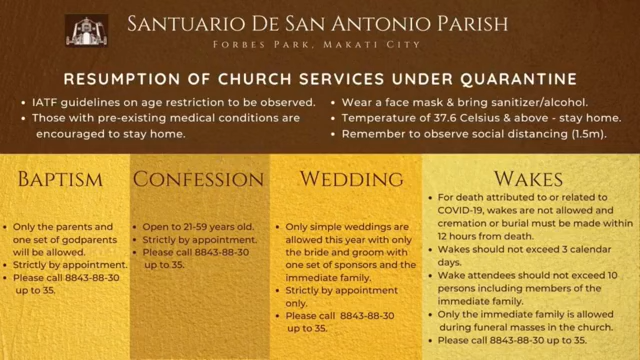 SANTUARIO DE SAN ANTONIO PARISH
FORBES PARK, MAKATI CITY
RESUMPTION OF CHURCH SERVICES UNDER QUARANTINE
• IATF guidelines on age restriction to be observed.
• Those with pre-existing medical conditions are
encouraged to stay home.
• Wear a face mask & bring sanitizer/alcohol.
• Temperature of 37.6 Celsius & above - stay home.
• Remember to observe social distancing (1.5m).
BAPTISM
• Only the parents and
one set of godparents
will be allowed.
• Strictly by appointment.
• Please call 8843-88-30
up to 35.
CONFESSION
• Open to 21-59 years old.
• Strictly by appointment.
• Please call 8843-88-30
up to 35.
WEDDING
• Only simple weddings are
allowed this year with only
the bride and groom with
one set of sponsors and the
immediate family.
• Strictly by appointment
only.
• Please call 8843-88-30
up to 35.
WAKES
• For death attributed to or related to
COVID-19, wakes are not allowed and
cremation or burial must be made within
12 hours from death.
• Wakes should not exceed 3 calendar
days.
• Wake attendees should not exceed 10
persons including members of the
immediate family.
• Only the immediate family is allowed
during funeral masses in the church.
• Please call 8843-88-30 up to 35.